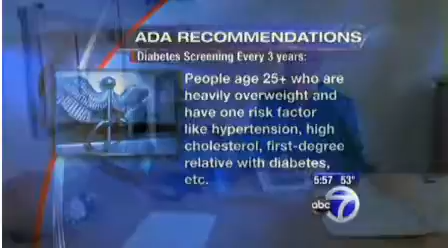 ADA RECOMMENDATIONS
Diabetes Screening Every 3 years:
People age 25+ who are
heavily overweight and
have one risk factor
like hypertension, high
cholesterol, first-degree
relative with diabetes,
etc.
5:57 53°
abc 7